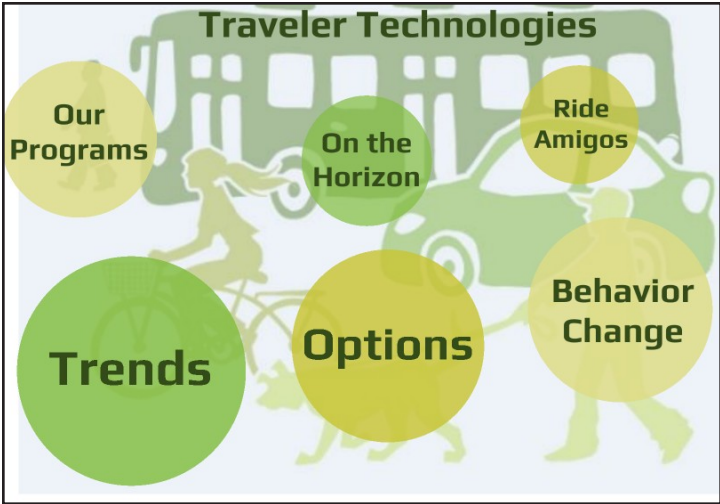 Traveler Technologies
Our
Programs
On the
Horizon
Ride
Amigos
Trends
Options
Behavior
Change